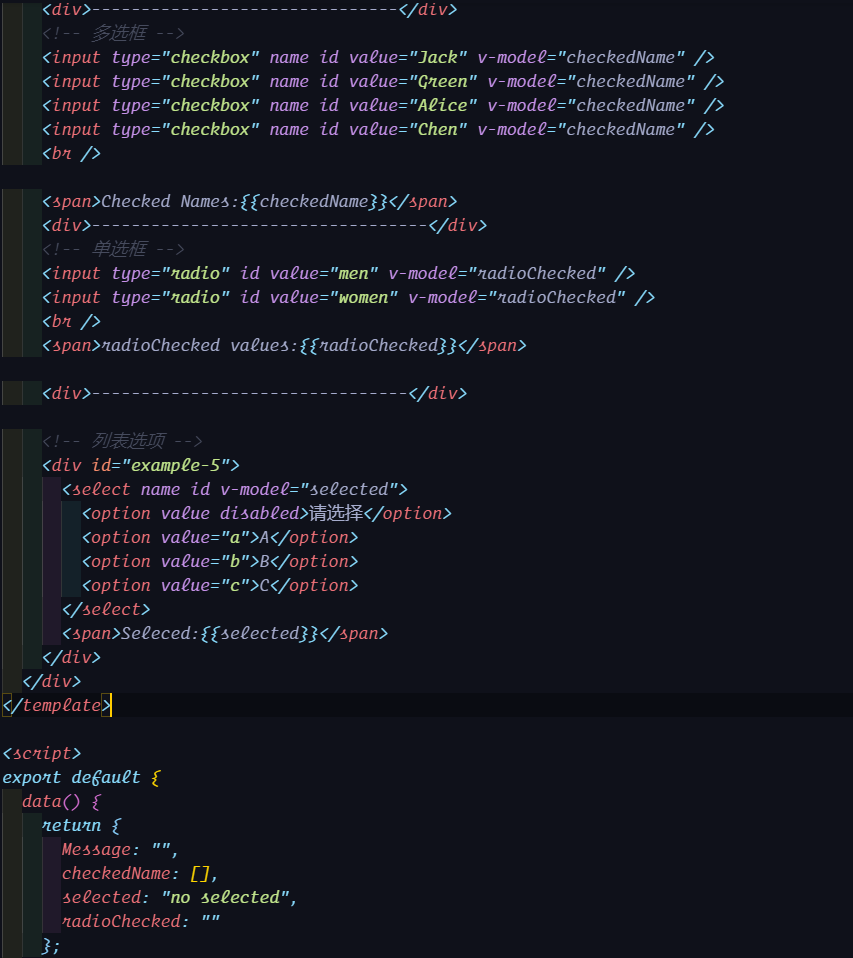 <div>-------------------------------</div>
<!-- 多选框 -->
<input type="checkbox" name id value="Jack" v-model="checkedName" />
<input type="checkbox" name id value="Green" v-model="checkedName" />
<input type="checkbox" name id value="Alice" v-model="checkedName" />
<input type="checkbox" name id value="Chen" v-model="checkedName" />
<br />
<span>Checked Names:{{checkedName}}</span>
<div>----------------------------------</div>
<!-- 单选框 -->
<input type="radio" id value="men" v-model="radioChecked" />
<input type="radio" id value="women" v-model="radioChecked" />
<br />
<span>radioChecked values:{{radioChecked}}</span>
<div>--------------------------------</div>
<!-- 列表选项 -->
<div id="example-5">
<select name id v-model="selected">
<option value disabled>请选择</option>
<option value="a">A</option>
<option value="b">B</option>
<option value="c">C</option>
</select>
<span>Seleced:{{selected}}</span>
</div>
</div>
</template>
<script>
export default {
data() {
return {
Message: "",
checkedName: [],
selected: "no selected",
radioChecked: ""
};